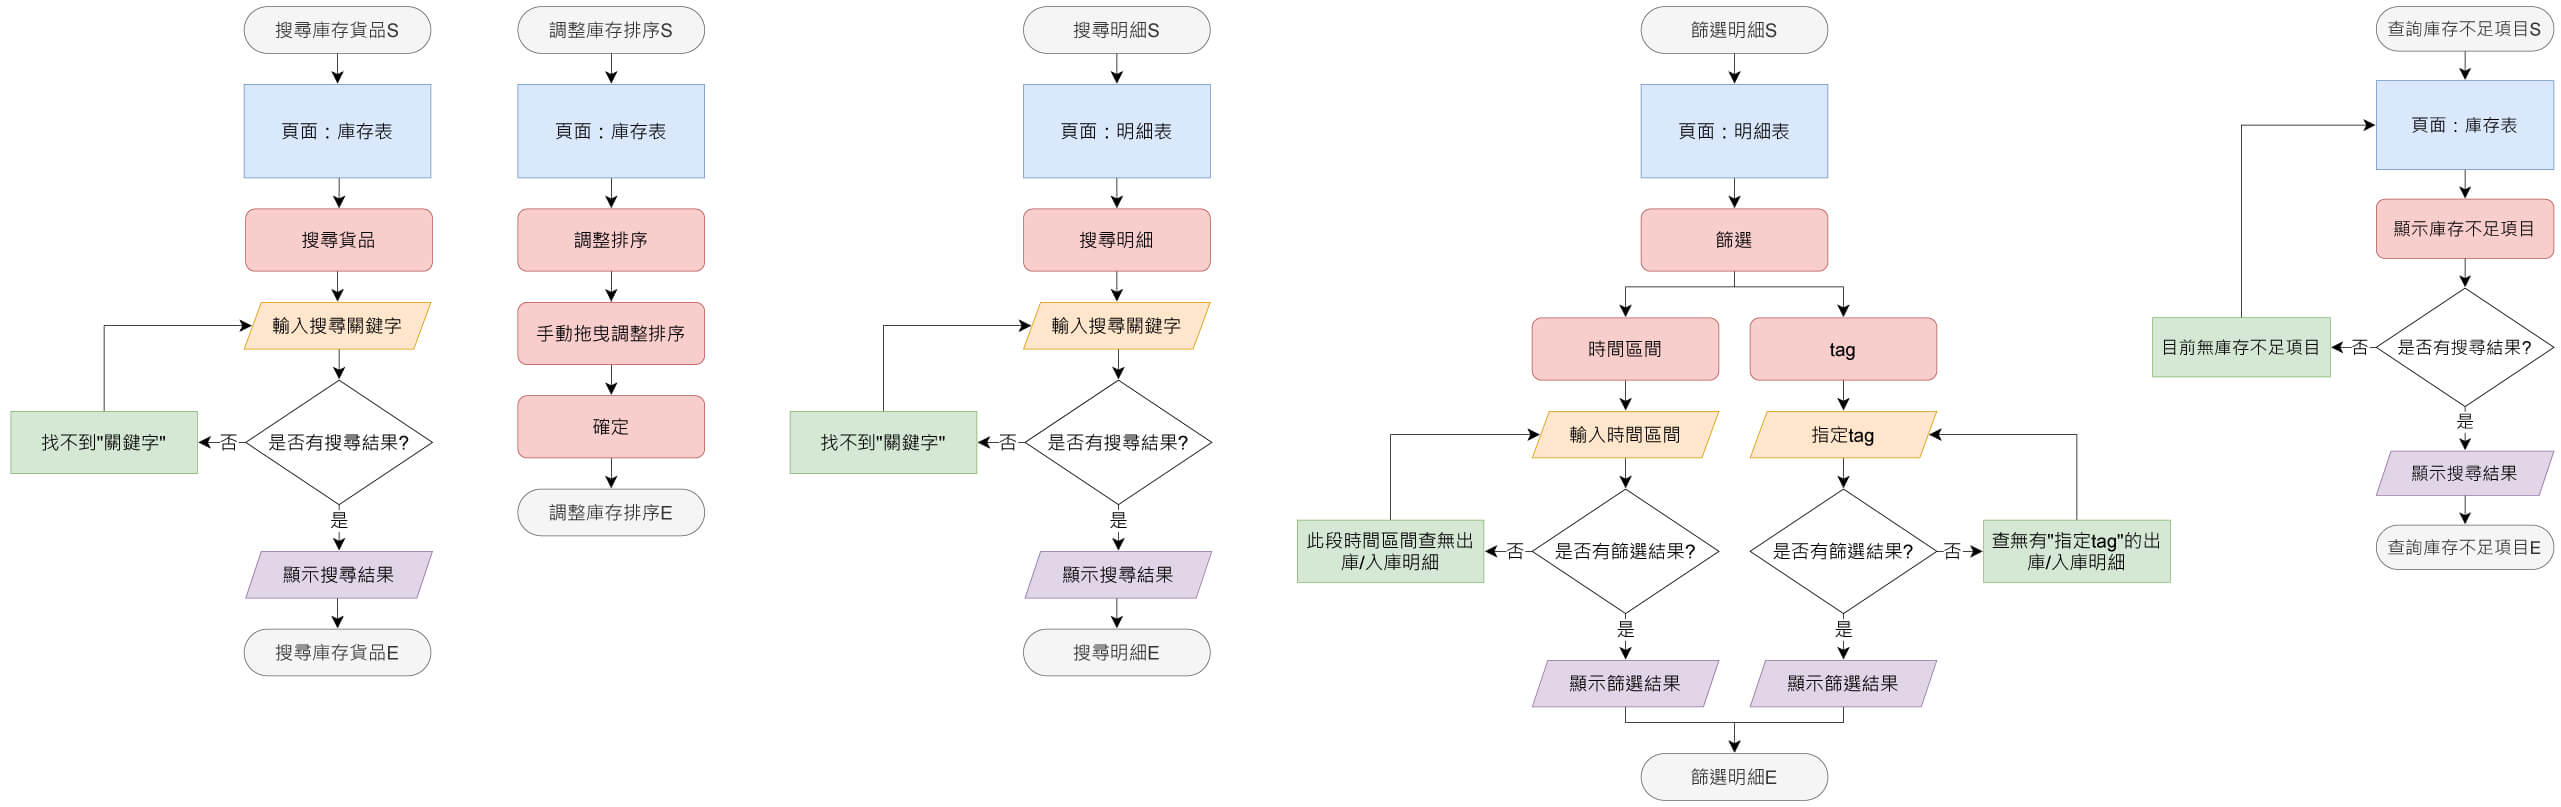 搜尋庫存貨品S
頁面：庫存表
搜尋貨品
輸入搜尋關鍵字
是否有搜尋結果?
否
找不到"關鍵字"
是
顯示搜尋結果
搜尋庫存貨品E
調整庫存排序S
頁面：庫存表
調整排序
手動拖曳調整排序
確定
調整庫存排序E
搜尋明細S
頁面：明細表
搜尋明細
輸入搜尋關鍵字
是否有搜尋結果?
否
找不到"關鍵字"
是
顯示搜尋結果
搜尋明細E
篩選明細S
頁面：明細表
篩選
時間區間
輸入時間區間
是否有篩選結果?
否
此段時間區間查無出
庫/入庫明細
是
顯示篩選結果
tag
指定tag
是否有篩選結果?
否
查無有"指定tag"的出
庫/入庫明細
是
顯示篩選結果
篩選明細E
查詢庫存不足項目S
頁面：庫存表
顯示庫存不足項目
是否有搜尋結果?
否
目前無庫存不足項目
是
顯示搜尋結果
查詢庫存不足項目E